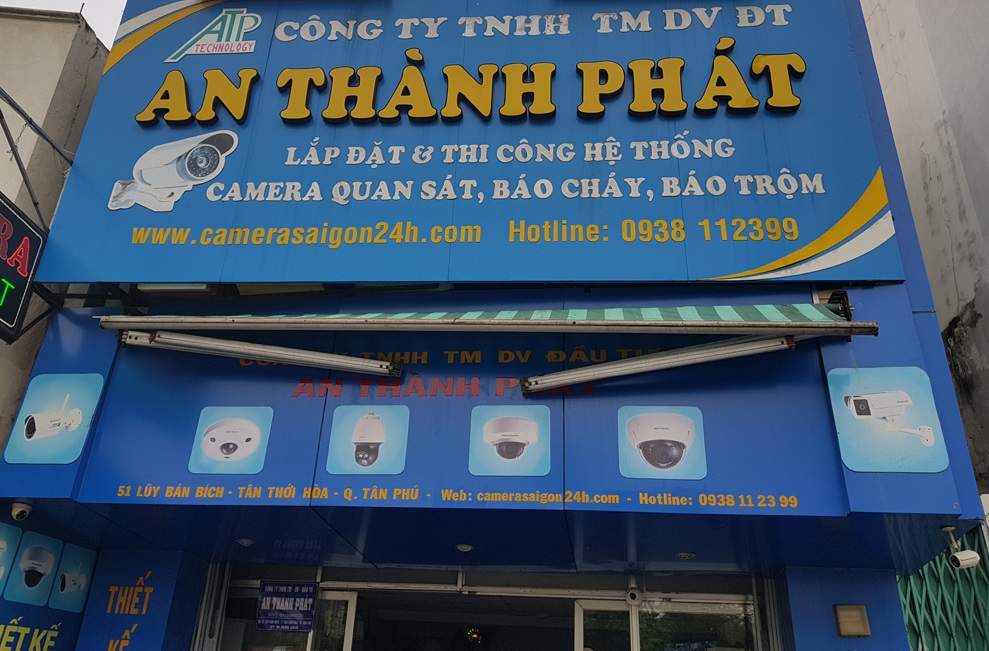 ATP
TECHNOLOGY
CÔNG TY TNHH TM DV ĐT
AN THÀNH PHÁT
LẮP ĐẶT & THI CÔNG HỆ THỐNG
CAMERA QUAN SÁT, BÁO CHÁY, BÁO TRỘM
www.camerasaigon24h.com Hotline: 0938 112399
TNHH TM DV ĐẦU
AN THÀNH PHÁT
51 LŨY BÁN BÍCH - TÂN THỚI HÒA - Q. TÂN PHÚ - Web: camerasaigon24h.com - Hotline: 0938 11 23 99
AN THÀNH PHÁT
THIẾT
KẾ